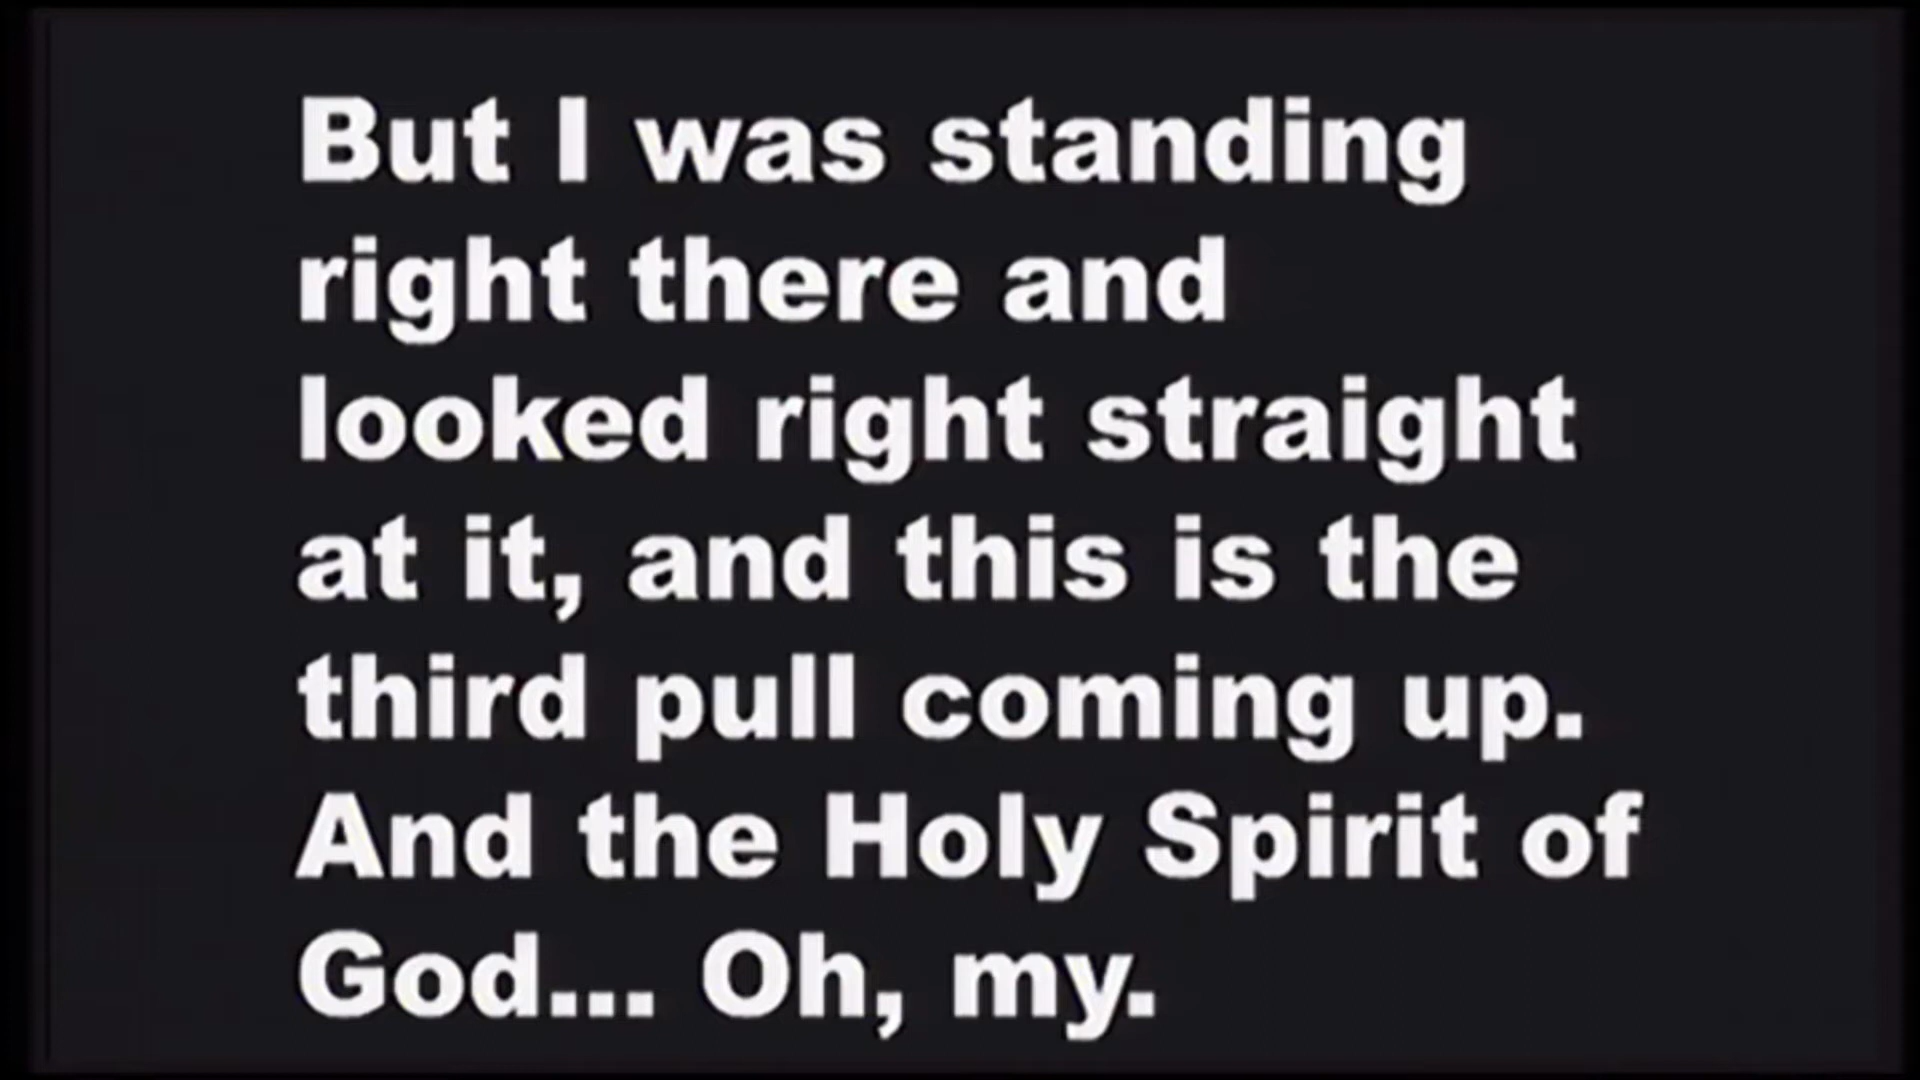 But I was standing
right there and
looked right straight
at it, and this is the
third pull coming up.
And the Holy Spirit of
God... Oh, my.